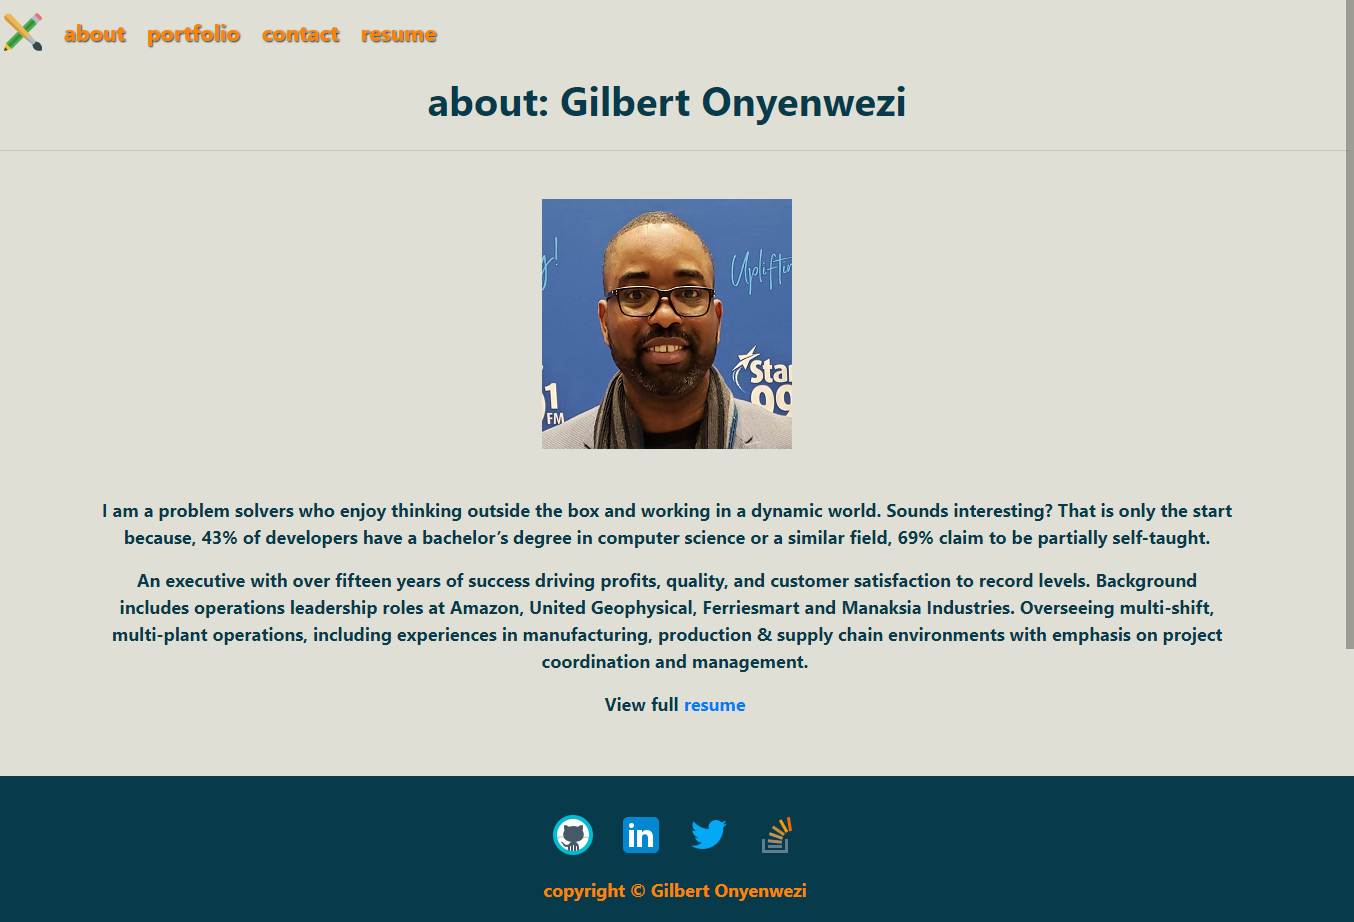 about portfolio contact resume
about: Gilbert Onyenwezi
Uplifting
Star
99
1
FM
I am a problem solvers who enjoy thinking outside the box and working in a dynamic world. Sounds interesting? That is only the start
because, 43% of developers have a bachelor’s degree in computer science or a similar field, 69% claim to be partially self-taught.
An executive with over fifteen years of success driving profits, quality, and customer satisfaction to record levels. Background
includes operations leadership roles at Amazon, United Geophysical, Ferriesmart and Manaksia Industries. Overseeing multi-shift,
multi-plant operations, including experiences in manufacturing, production & supply chain environments with emphasis on project
coordination and management.
View full resume
in
copyright © Gilbert Onyenwezi